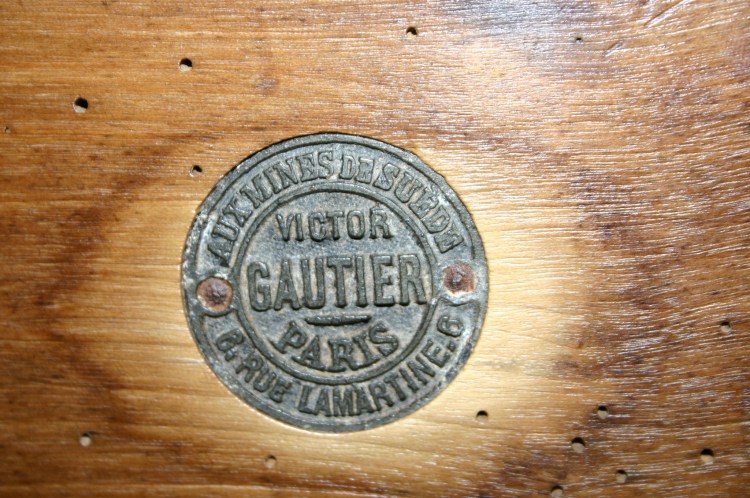 AUX MINES DE SUÈDE
VICTOR
GAUTIER
PARIS
6. RUE LAMARTINE. 6